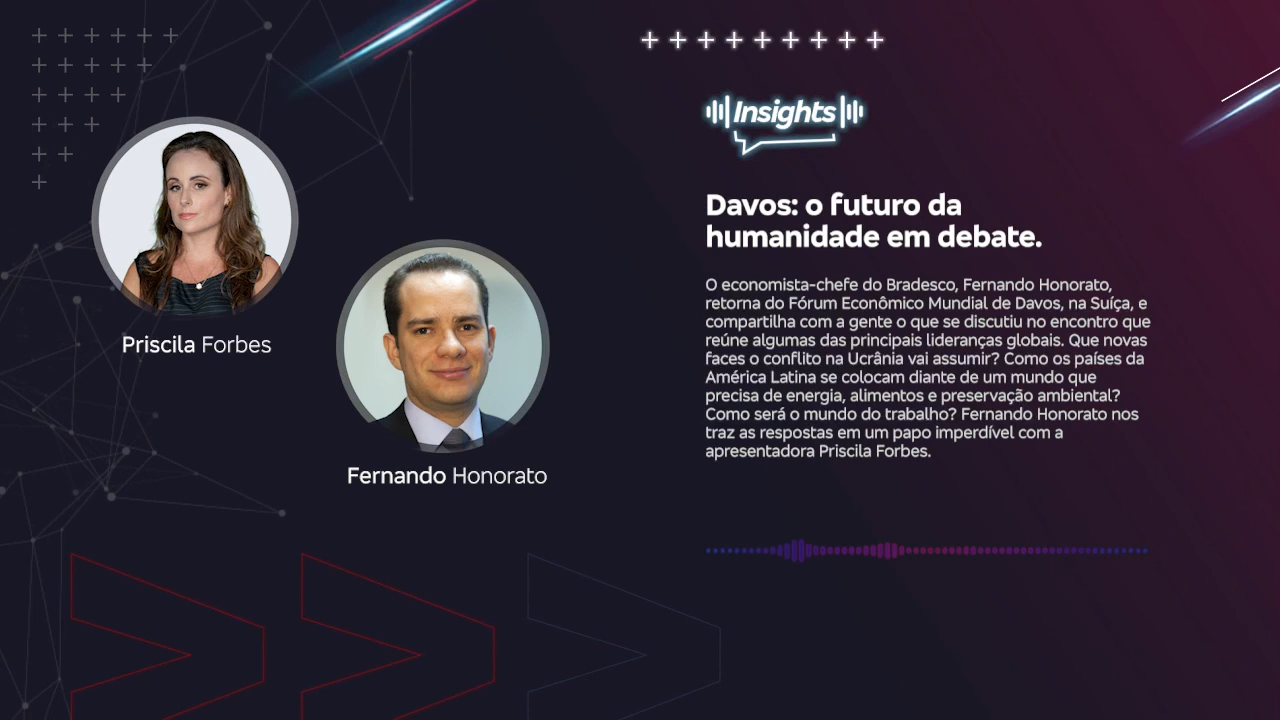 Insights
Davos: o futuro da
humanidade em debate.
O economista-chefe do Bradesco, Fernando Honorato,
retorna do Fórum Econômico Mundial de Davos, na Suíça, e
compartilha com a gente o que se discutiu no encontro que
reúne algumas das principais lideranças globais. Que novas
faces o conflito na Ucrânia vai assumir? Como os países da
América Latina se colocam diante de um mundo que
precisa de energia, alimentos e preservação ambiental?
Como será o mundo do trabalho? Fernando Honorato nos
traz as respostas em um papo imperdível com a
apresentadora Priscila Forbes.
Priscila Forbes
Fernando Honorato